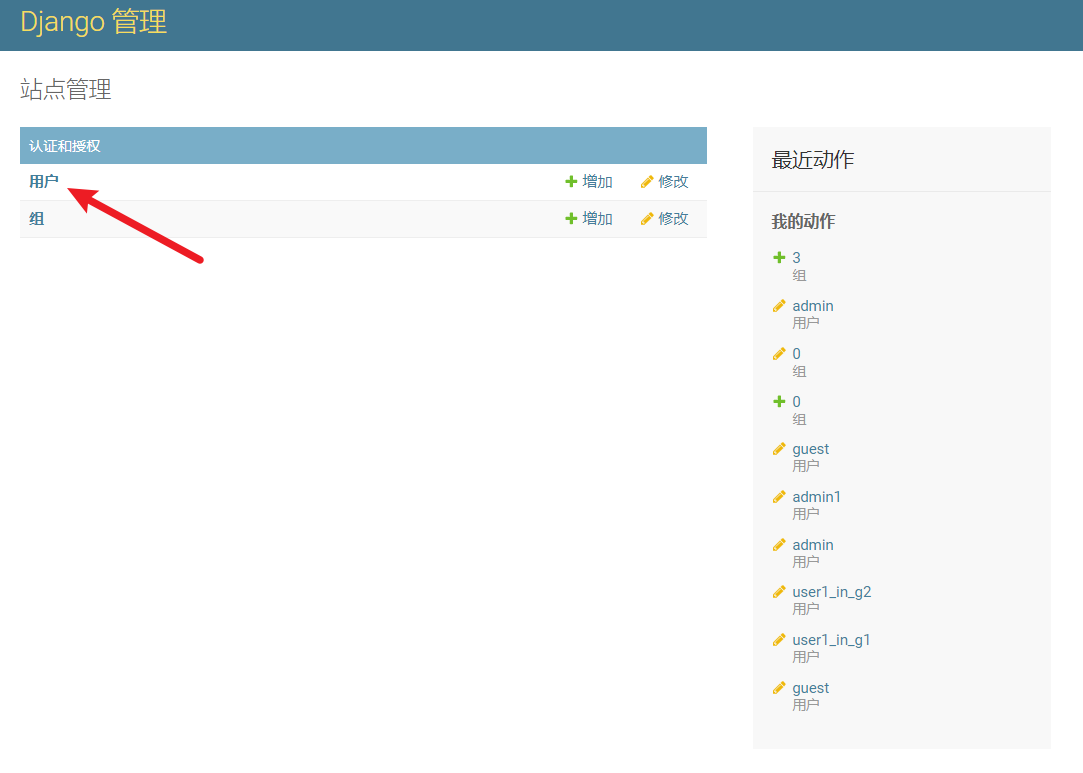 Django 管理
站点管理
认证和授权
用户 增加 修改
组 增加 修改
最近动作
我的动作
3
组
admin
用户
0
组
0
组
guest
用户
admin1
用户
admin
用户
user1_in_g2
用户
user1_in_g1
用户
guest
用户